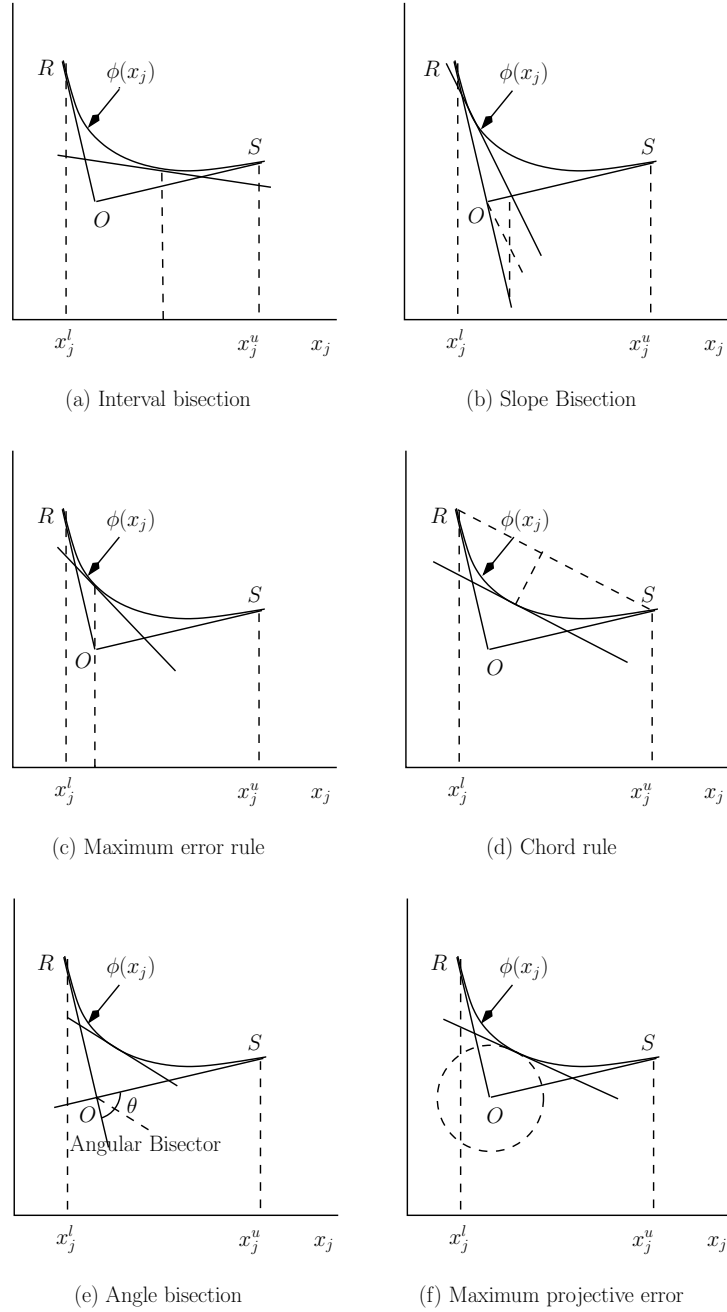 R
ϕ(x_j)
S
O
x_j^l
x_j^u
x_j
(a) Interval bisection
R
ϕ(x_j)
S
O
x_j^l
x_j^u
x_j
(b) Slope Bisection
R
ϕ(x_j)
S
O
x_j^l
x_j^u
x_j
(c) Maximum error rule
R
ϕ(x_j)
S
O
x_j^l
x_j^u
x_j
(d) Chord rule
R
ϕ(x_j)
S
O
θ
Angular Bisector
x_j^l
x_j^u
x_j
(e) Angle bisection
R
ϕ(x_j)
S
O
x_j^l
x_j^u
x_j
(f) Maximum projective error